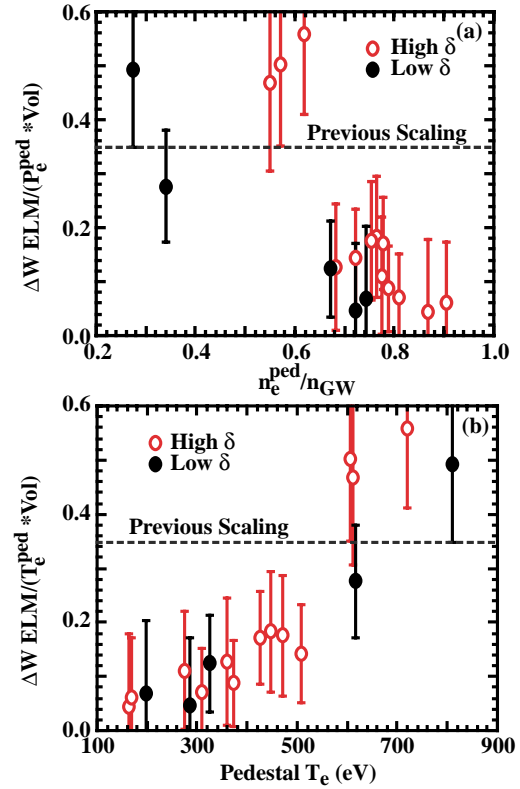 (a)
High δ
Low δ
Previous Scaling
ΔW ELM/(P_e^ped *Vol)
0.6
0.4
0.2
0.0
0.2 0.4 0.6 0.8 1.0
n_e^ped/n_GW
(b)
High δ
Low δ
Previous Scaling
ΔW ELM/(T_e^ped *Vol)
0.6
0.4
0.2
0.0
100 300 500 700 900
Pedestal T_e (eV)